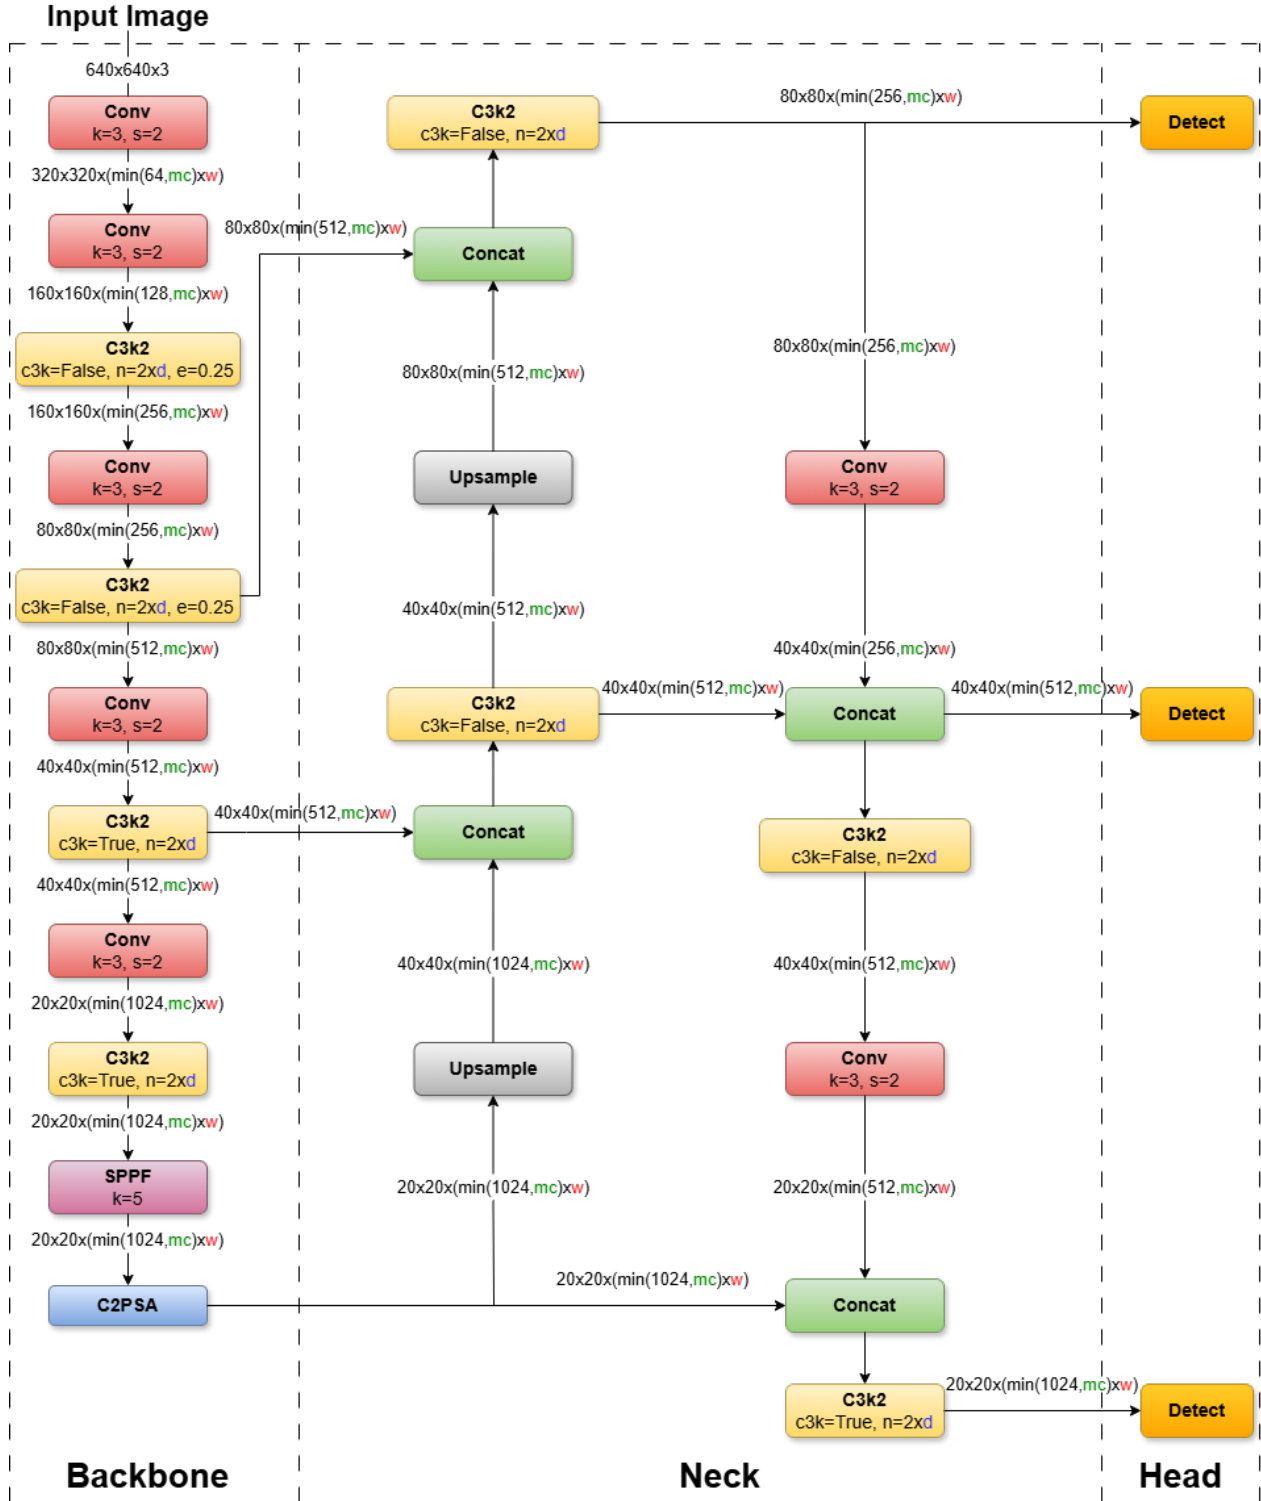 Input Image
640x640x3
Conv
k=3, s=2
320x320x(min(64,mc)xw)
Conv
k=3, s=2
160x160x(min(128,mc)xw)
C3k2
c3k=False, n=2xd, e=0.25
160x160x(min(256,mc)xw)
Conv
k=3, s=2
80x80x(min(256,mc)xw)
C3k2
c3k=False, n=2xd, e=0.25
80x80x(min(512,mc)xw)
Conv
k=3, s=2
40x40x(min(512,mc)xw)
C3k2
c3k=True, n=2xd
40x40x(min(512,mc)xw)
Conv
k=3, s=2
20x20x(min(1024,mc)xw)
C3k2
c3k=True, n=2xd
20x20x(min(1024,mc)xw)
SPPF
k=5
20x20x(min(1024,mc)xw)
C2PSA
Backbone
C3k2
c3k=False, n=2xd
80x80x(min(512,mc)xw)
Concat
80x80x(min(512,mc)xw)
Upsample
40x40x(min(512,mc)xw)
C3k2
c3k=False, n=2xd
40x40x(min(512,mc)xw)
40x40x(min(512,mc)xw)
Concat
40x40x(min(1024,mc)xw)
Upsample
20x20x(min(1024,mc)xw)
20x20x(min(1024,mc)xw)
80x80x(min(256,mc)xw)
80x80x(min(256,mc)xw)
Conv
k=3, s=2
40x40x(min(256,mc)xw)
Concat
40x40x(min(512,mc)xw)
C3k2
c3k=False, n=2xd
40x40x(min(512,mc)xw)
Conv
k=3, s=2
20x20x(min(512,mc)xw)
Concat
C3k2
c3k=True, n=2xd
20x20x(min(1024,mc)xw)
Neck
Detect
Detect
Detect
Head